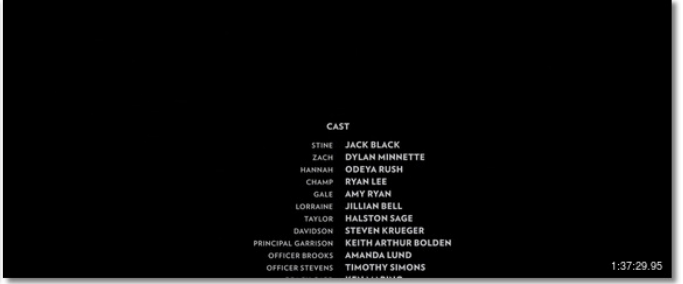 CAST
STINE JACK BLACK
ZACH DYLAN MINNETTE
HANNAH ODEYA RUSH
CHAMP RYAN LEE
GALE AMY RYAN
LORRAINE JILLIAN BELL
TAYLOR HALSTON SAGE
DAVIDSON STEVEN KRUEGER
PRINCIPAL GARRISON KEITH ARTHUR BOLDEN
OFFICER BROOKS AMANDA LUND
OFFICER STEVENS TIMOTHY SIMONS
1:37:29.95